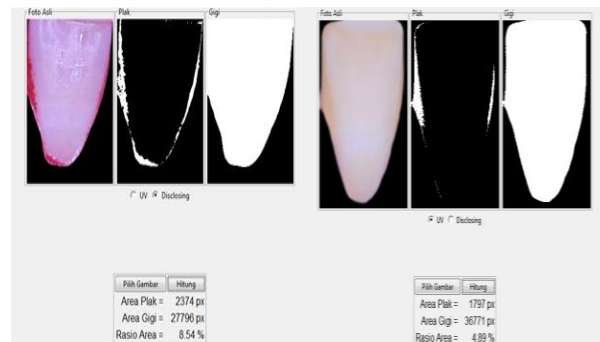 Foto Asli Plak Gigi
UV Disclosing
Pilih Gambar Hitung
Area Plak = 2374 px
Area Gigi = 27796 px
Rasio Area = 8.54 %
Foto Asli Plak Gigi
UV Disclosing
Pilih Gambar Hitung
Area Plak = 1797 px
Area Gigi = 36771 px
Rasio Area = 4.89 %